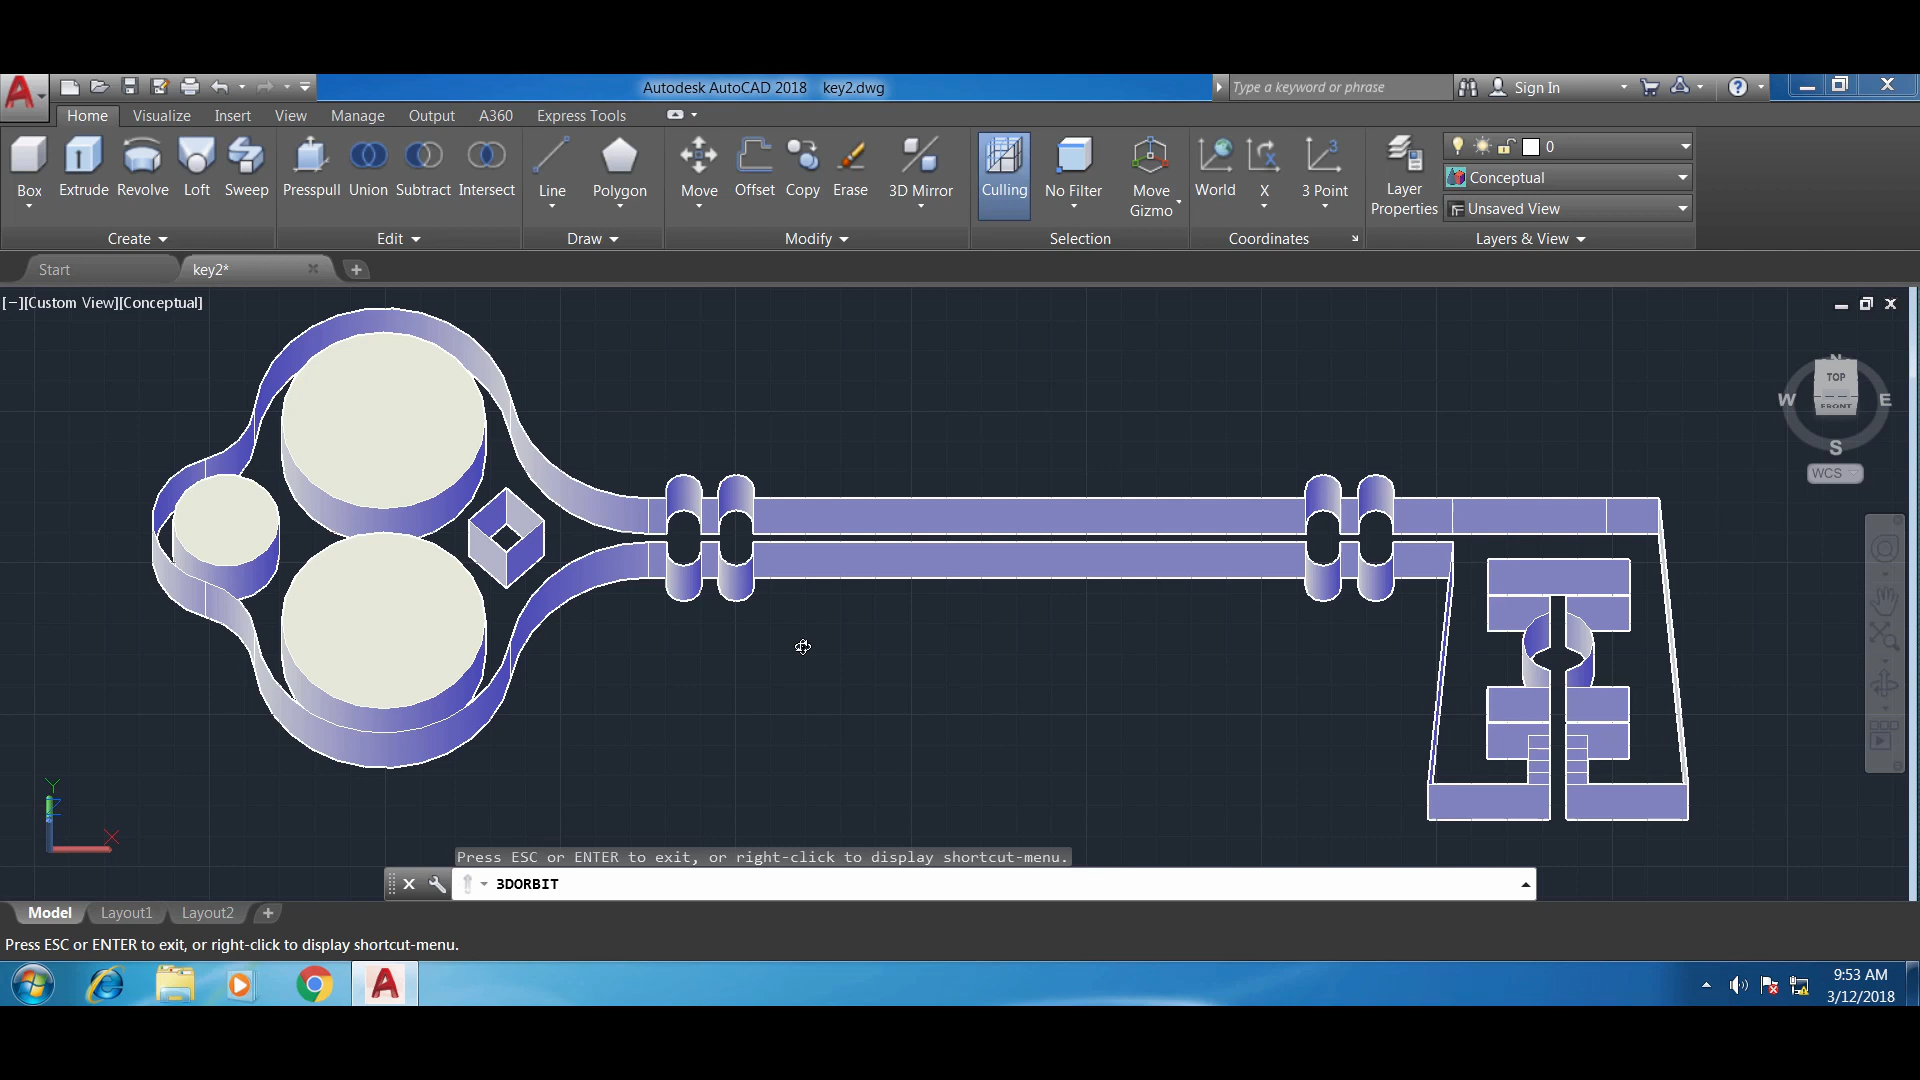 Autodesk AutoCAD 2018 key2.dwg
Type a keyword or phrase
Sign In
Home Visualize Insert View Manage Output A360 Express Tools
Box Extrude Revolve Loft Sweep Presspull Union Subtract Intersect Line Polygon Move Offset Copy Erase 3D Mirror Culling No Filter Move Gizmo World X 3 Point Layer Properties
0
Conceptual
Unsaved View
Create Edit Draw Modify Selection Coordinates Layers & View
Start key2*
[−][Custom View][Conceptual]
N
TOP
FRONT
W E
S
WCS
Y
Z
X
Press ESC or ENTER to exit, or right-click to display shortcut-menu.
3DORBIT
Model Layout1 Layout2
Press ESC or ENTER to exit, or right-click to display shortcut-menu.
9:53 AM
3/12/2018